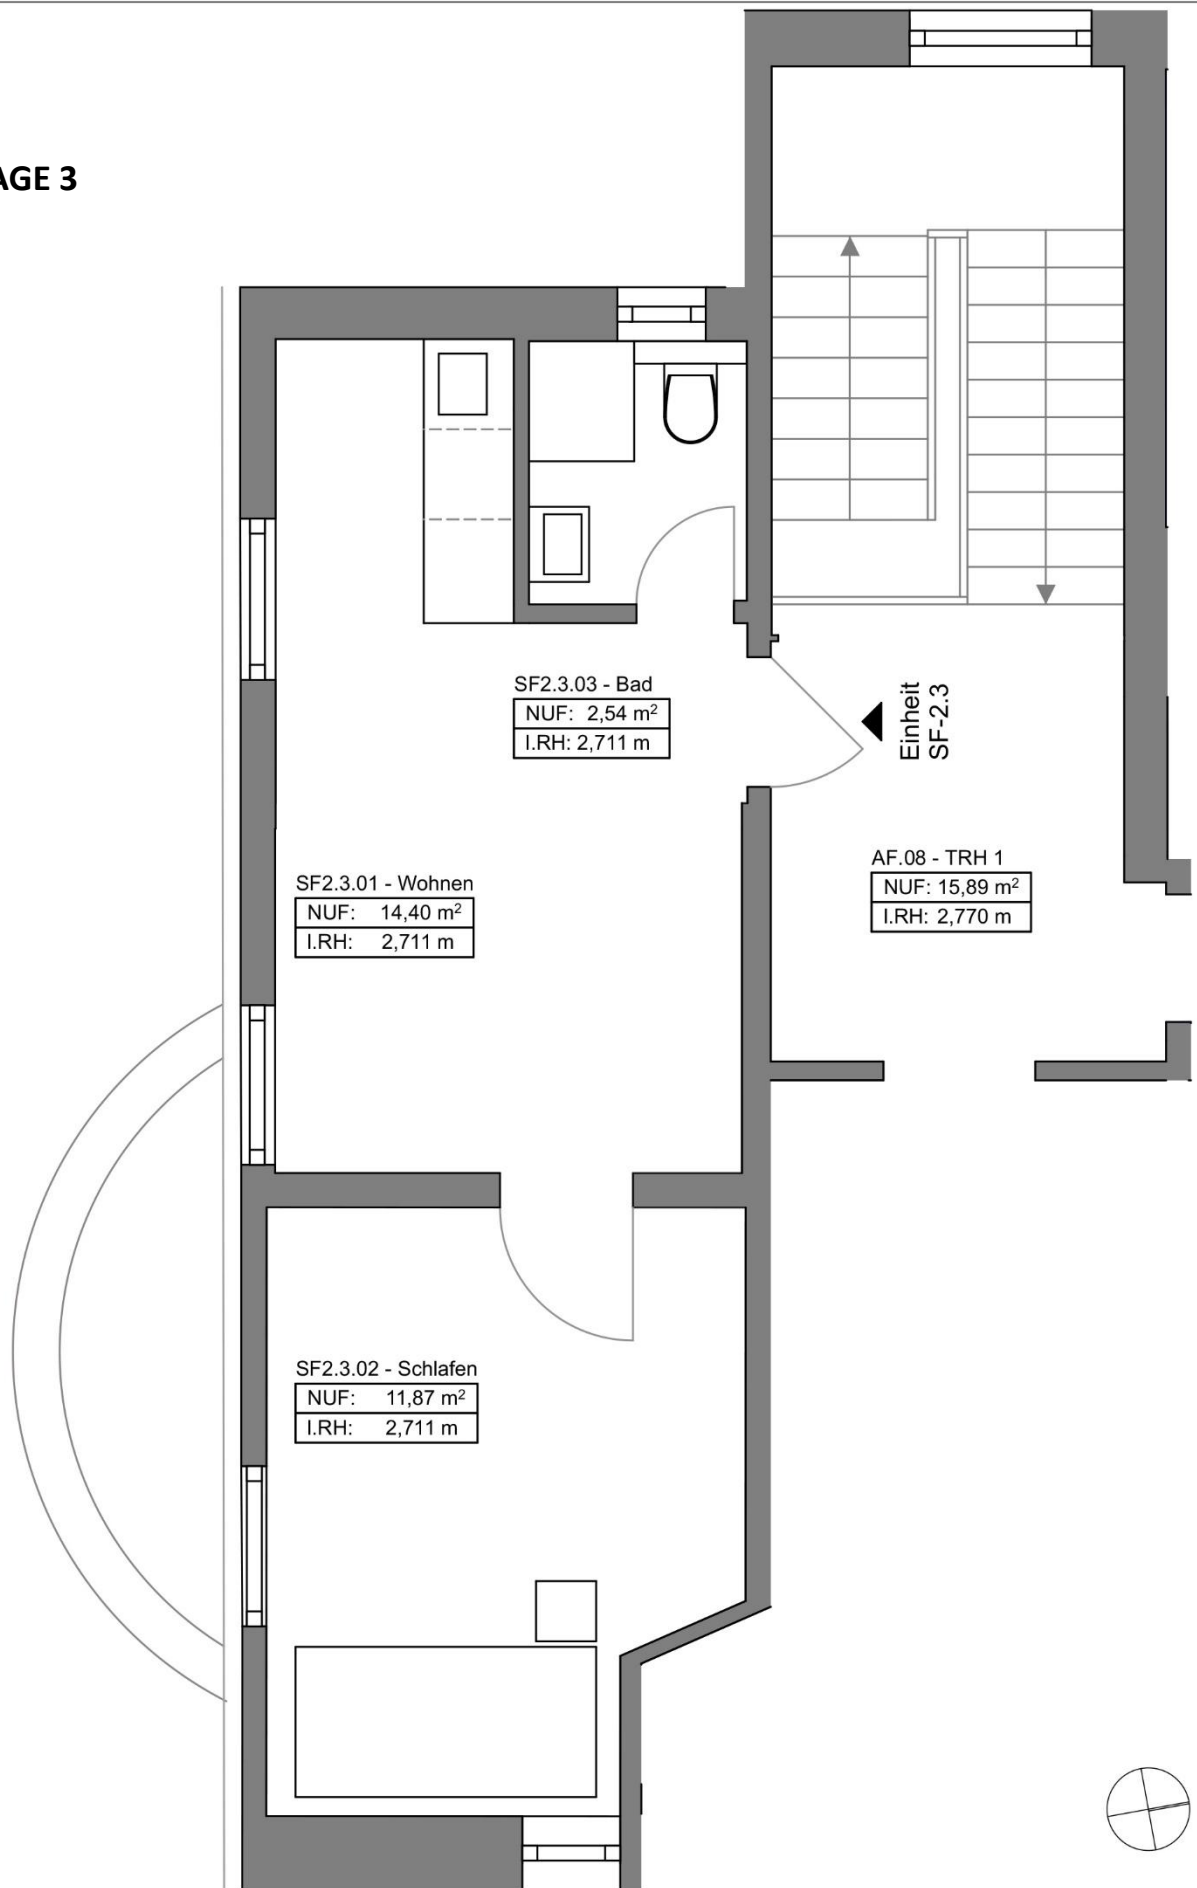 AGE 3
SF2.3.03 - Bad
NUF: 2,54 m²
I.RH: 2,711 m
Einheit
SF-2.3
AF.08 - TRH 1
NUF: 15,89 m²
I.RH: 2,770 m
SF2.3.01 - Wohnen
NUF: 14,40 m²
I.RH: 2,711 m
SF2.3.02 - Schlafen
NUF: 11,87 m²
I.RH: 2,711 m